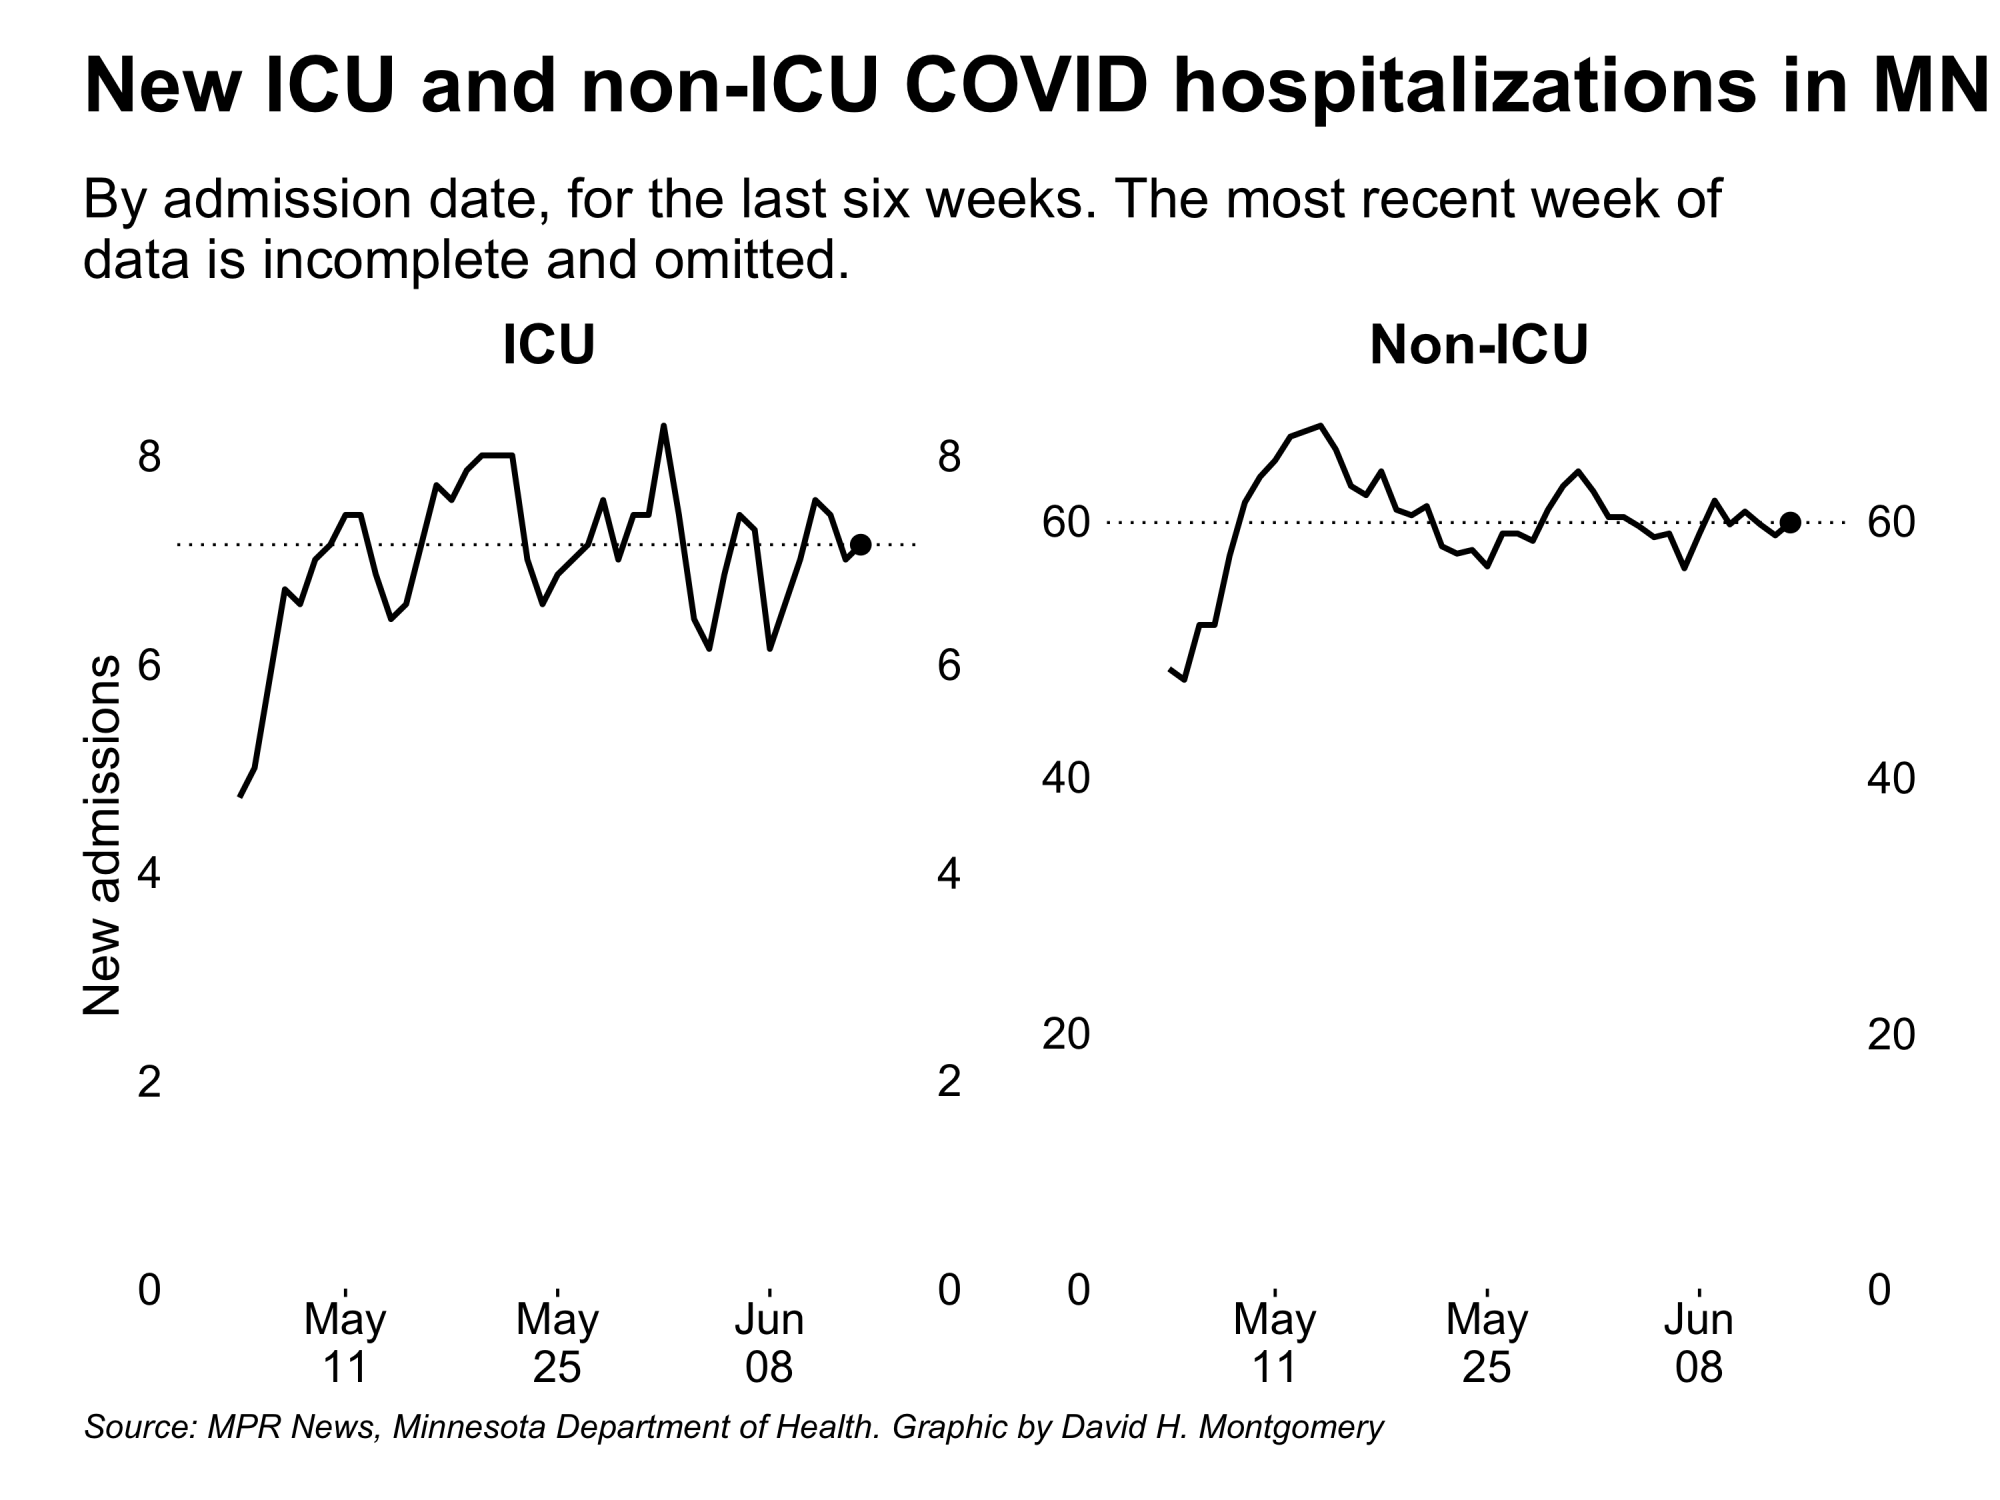 New ICU and non-ICU COVID hospitalizations in MN
By admission date, for the last six weeks. The most recent week of
data is incomplete and omitted.
ICU
New admissions
8
6
4
2
0
8
6
4
2
0
May
11
May
25
Jun
08
Non-ICU
60
40
20
0
60
40
20
0
May
11
May
25
Jun
08
Source: MPR News, Minnesota Department of Health. Graphic by David H. Montgomery